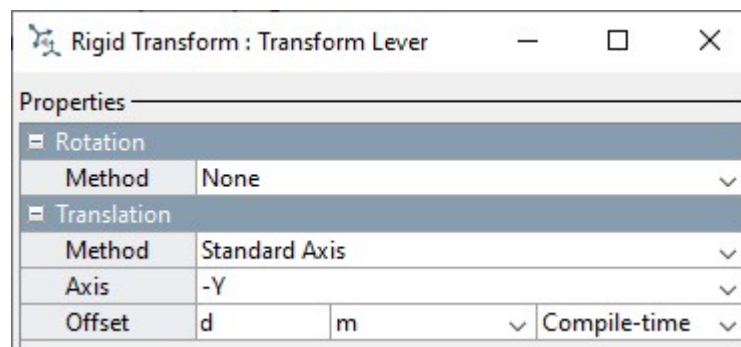 Rigid Transform : Transform Lever
Properties
Rotation
Method None
Translation
Method Standard Axis
Axis -Y
Offset d m Compile-time